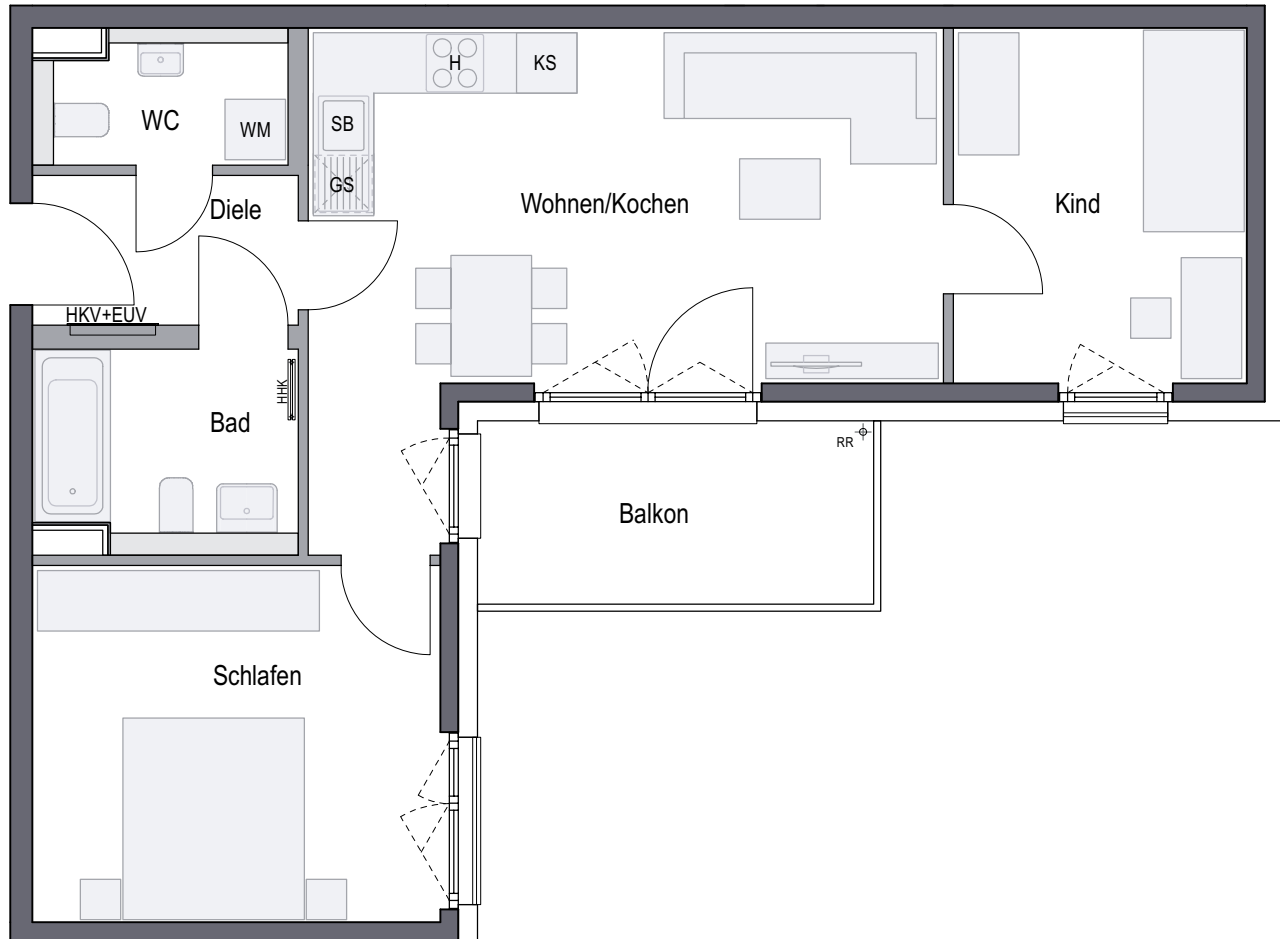 H
KS
WC
WM
SB
GS
Diele
Wohnen/Kochen
Kind
HKV+EUV
HHK
Bad
RR
Balkon
Schlafen